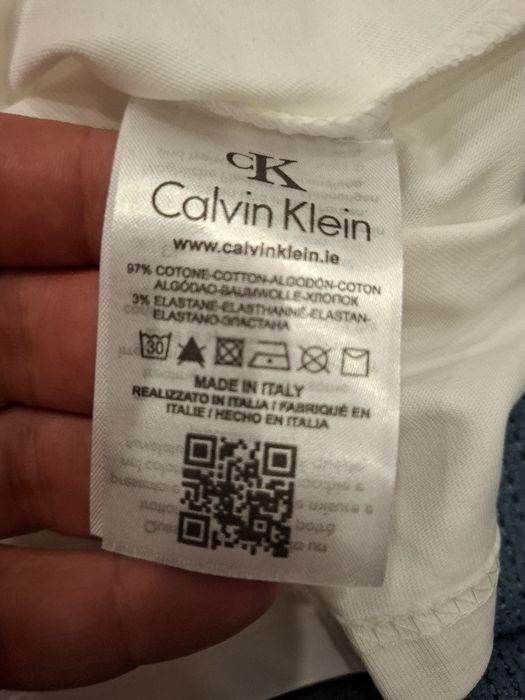 cK
Calvin Klein
www.calvinklein.ie
97% COTONE-COTTON-ALGODÓN-COTON
ALGODÃO-BAUMWOLLE-ХЛОПОК
3% ELASTANE-ELASTHANNE-ELASTAN-
ELASTANO-ЭЛАСТАНА
30
MADE IN ITALY
REALIZZATO IN ITALIA / FABRIQUÉ EN
ITALIE / HECHO EN ITALIA